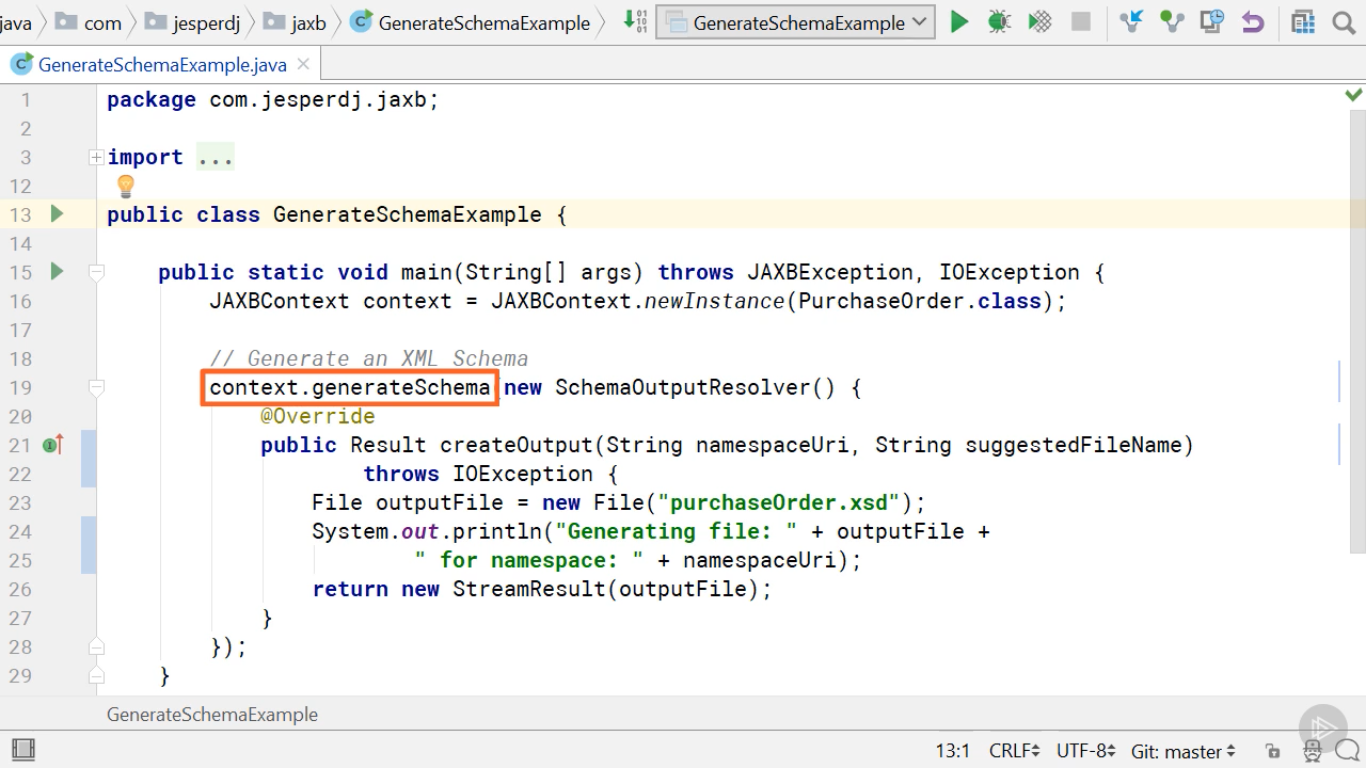 java com jesperdj jaxb GenerateSchemaExample GenerateSchemaExample
GenerateSchemaExample.java
1 package com.jesperdj.jaxb;
2
3 import ...
12
13 public class GenerateSchemaExample {
14
15 public static void main(String[] args) throws JAXBException, IOException {
16 JAXBContext context = JAXBContext.newInstance(PurchaseOrder.class);
17
18 // Generate an XML Schema
19 context.generateSchema(new SchemaOutputResolver() {
20 @Override
21 public Result createOutput(String namespaceUri, String suggestedFileName)
22 throws IOException {
23 File outputFile = new File("purchaseOrder.xsd");
24 System.out.println("Generating file: " + outputFile +
25 " for namespace: " + namespaceUri);
26 return new StreamResult(outputFile);
27 }
28 });
29 }
GenerateSchemaExample
13:1 CRLF UTF-8 Git: master